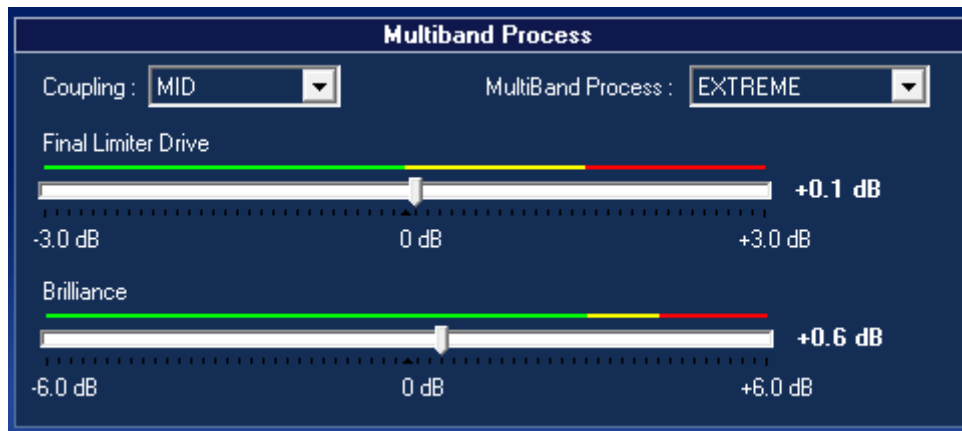 Multiband Process
Coupling : MID MultiBand Process : EXTREME
Final Limiter Drive
+0.1 dB
-3.0 dB 0 dB +3.0 dB
Brilliance
+0.6 dB
-6.0 dB 0 dB +6.0 dB